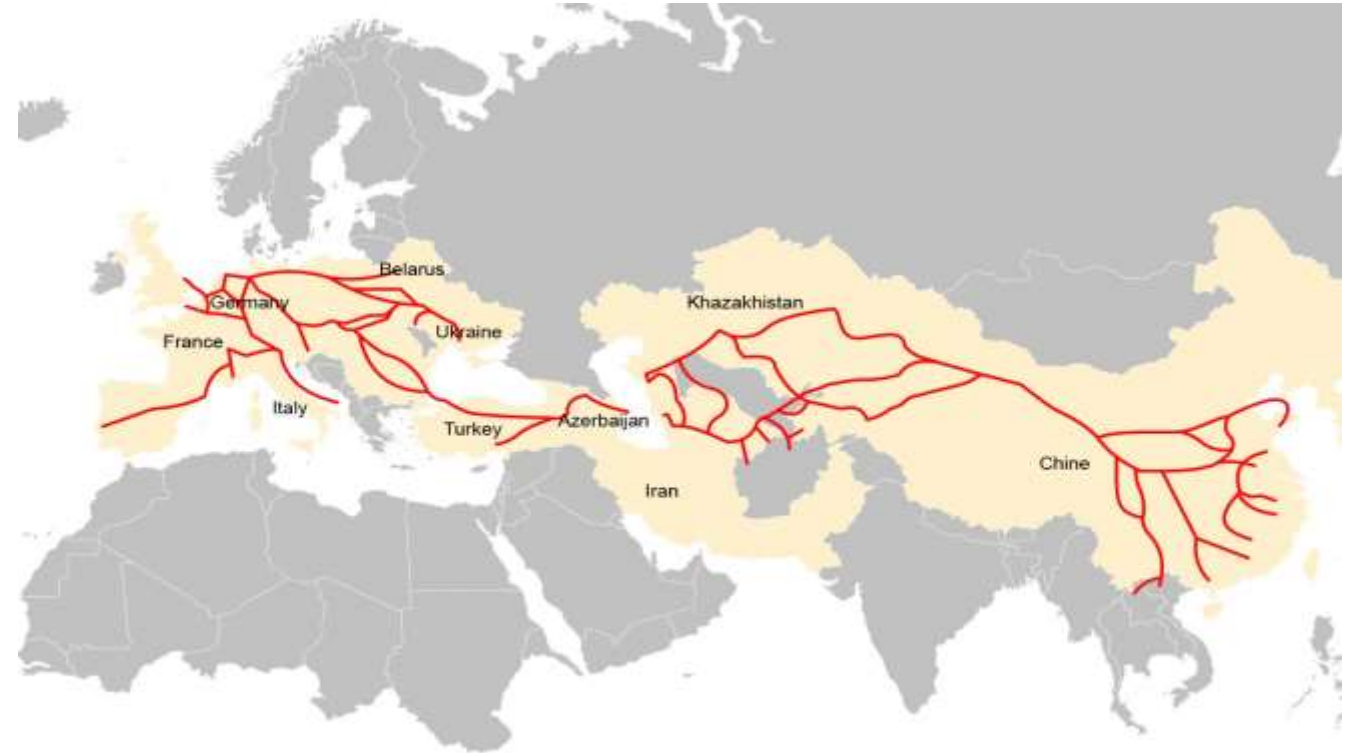 Belarus
Germany
Khazakhistan
Ukraine
France
Italy
Turkey
Azerbaijan
Chine
Iran